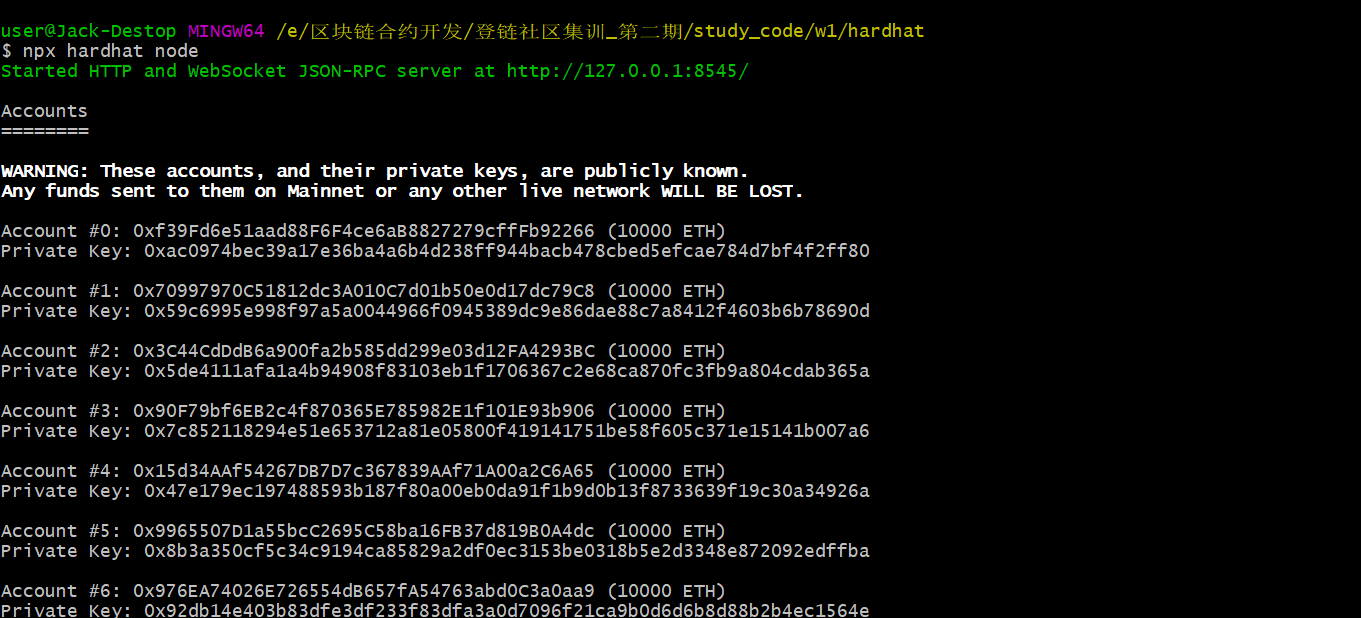 user@Jack-Destop MINGW64 /e/区块链合约开发/登链社区集训_第二期/study_code/w1/hardhat
$ npx hardhat node
Started HTTP and WebSocket JSON-RPC server at http://127.0.0.1:8545/
Accounts
========
WARNING: These accounts, and their private keys, are publicly known.
Any funds sent to them on Mainnet or any other live network WILL BE LOST.
Account #0: 0xf39Fd6e51aad88F6F4ce6aB8827279cffFb92266 (10000 ETH)
Private Key: 0xac0974bec39a17e36ba4a6b4d238ff944bacb478cbed5efcae784d7bf4f2ff80
Account #1: 0x70997970C51812dc3A010C7d01b50e0d17dc79C8 (10000 ETH)
Private Key: 0x59c6995e998f97a5a0044966f0945389dc9e86dae88c7a8412f4603b6b78690d
Account #2: 0x3C44CdDdB6a900fa2b585dd299e03d12FA4293BC (10000 ETH)
Private Key: 0x5de4111afa1a4b94908f83103eb1f1706367c2e68ca870fc3fb9a804cdab365a
Account #3: 0x90F79bf6EB2c4f870365E785982E1f101E93b906 (10000 ETH)
Private Key: 0x7c852118294e51e653712a81e05800f419141751be58f605c371e15141b007a6
Account #4: 0x15d34AAf54267DB7D7c367839AAf71A00a2C6A65 (10000 ETH)
Private Key: 0x47e179ec197488593b187f80a00eb0da91f1b9d0b13f8733639f19c30a34926a
Account #5: 0x9965507D1a55bcC2695C58ba16FB37d819B0A4dc (10000 ETH)
Private Key: 0x8b3a350cf5c34c9194ca85829a2df0ec3153be0318b5e2d3348e872092edffba
Account #6: 0x976EA74026E726554dB657fA54763abd0C3a0aa9 (10000 ETH)
Private Key: 0x92db14e403b83dfe3df233f83dfa3a0d7096f21ca9b0d6d6b8d88b2b4ec1564e